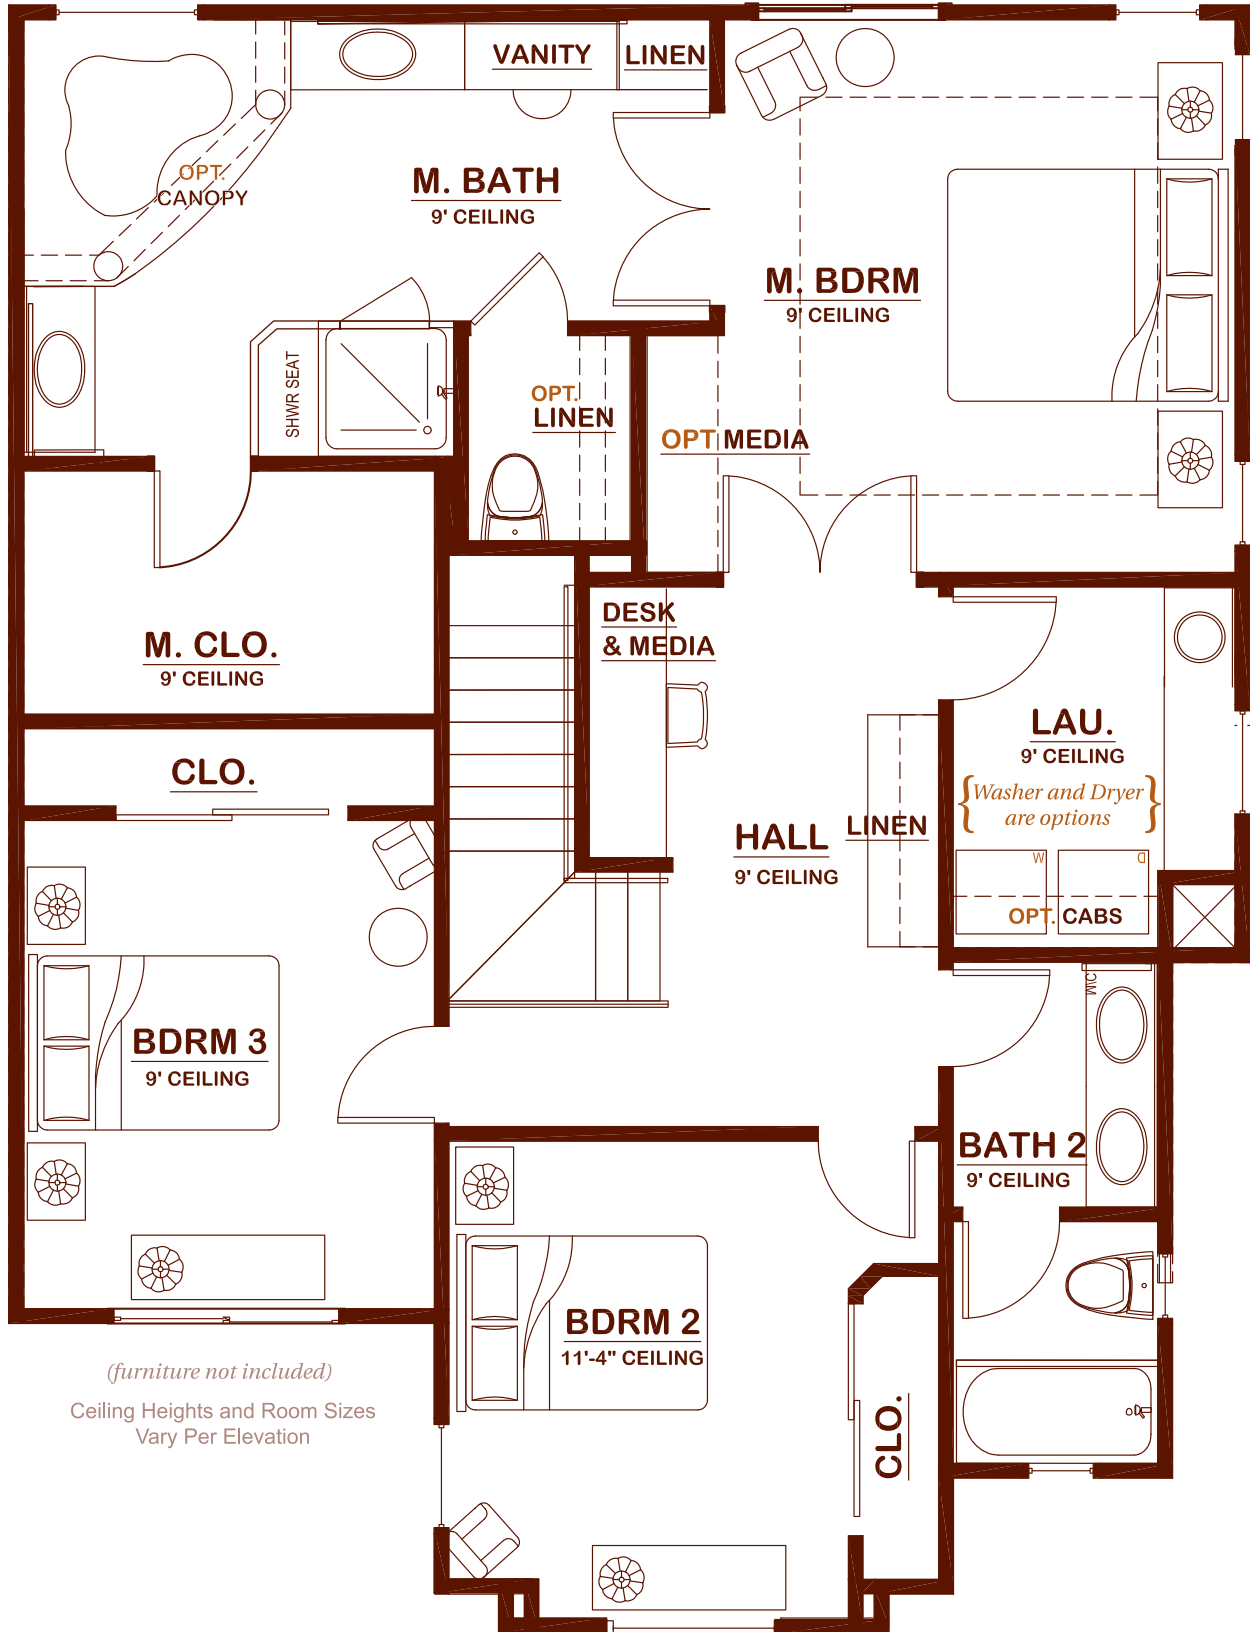 VANITY
LINEN
OPT.
CANOPY
M. BATH
9' CEILING
M. BDRM
9' CEILING
SHWR SEAT
OPT.
LINEN
OPT MEDIA
DESK
& MEDIA
M. CLO.
9' CEILING
LAU.
9' CEILING
{Washer and Dryer
are options}
CLO.
HALL
9' CEILING
LINEN
W
D
OPT. CABS
M/C
BDRM 3
9' CEILING
BATH 2
9' CEILING
BDRM 2
11'-4" CEILING
CLO.
(furniture not included)
Ceiling Heights and Room Sizes
Vary Per Elevation